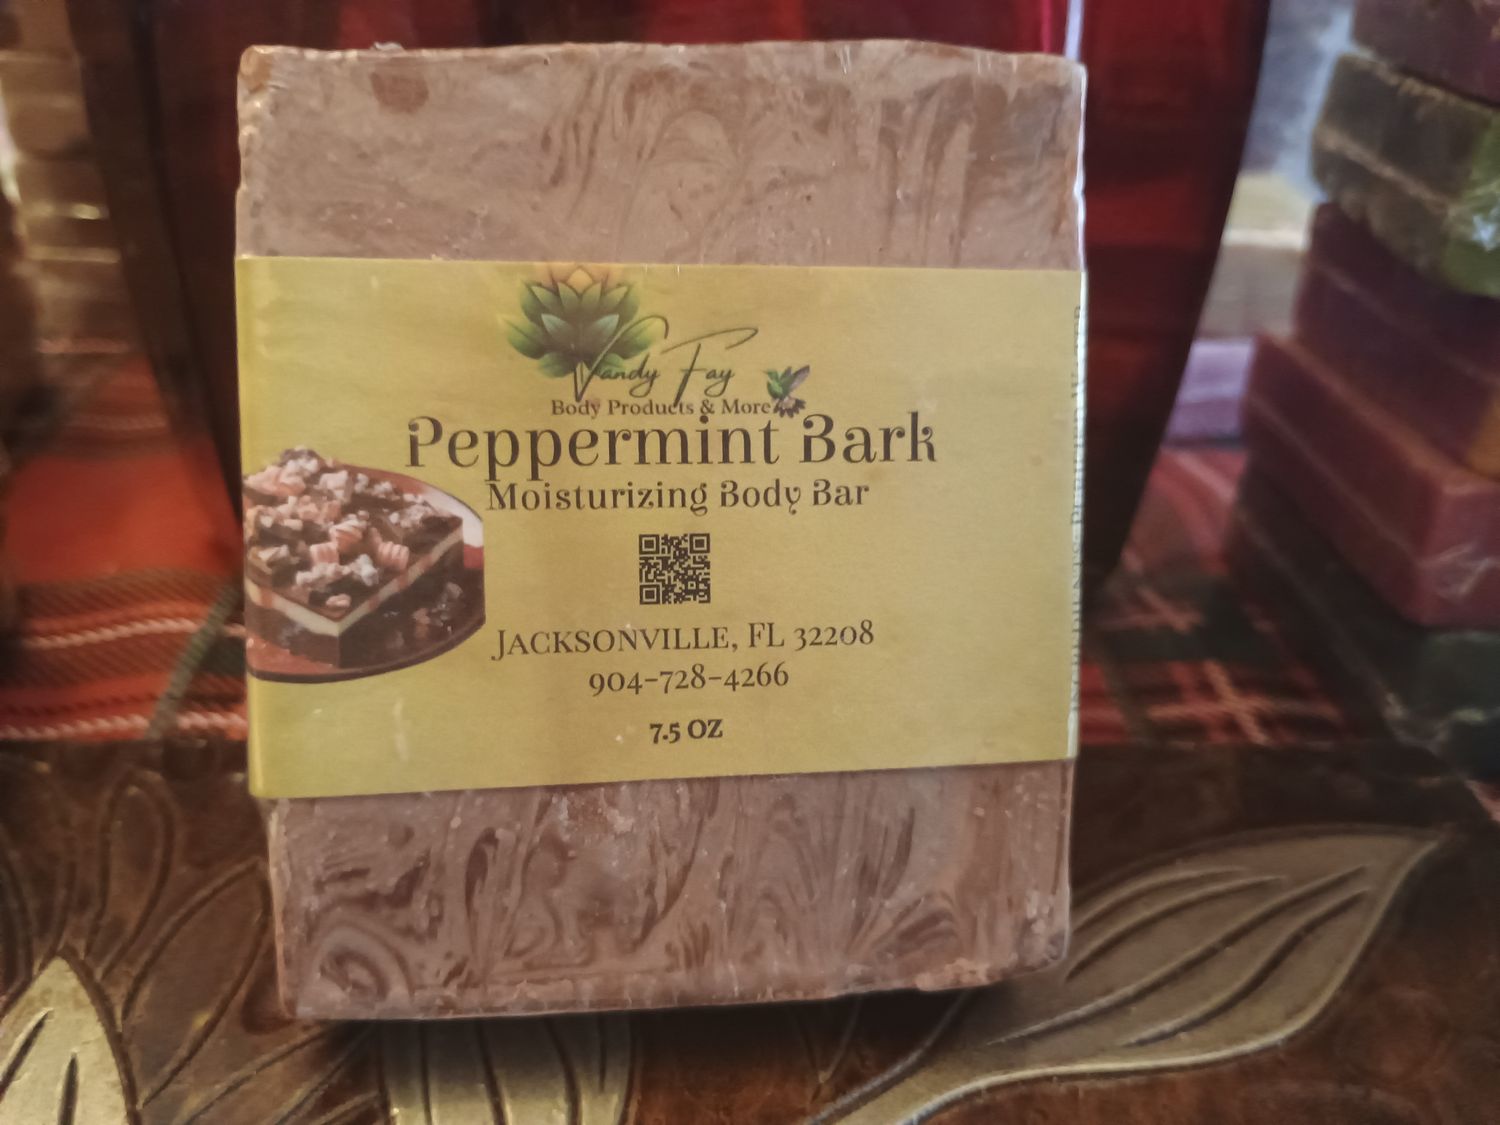 Vandy Fay
Body Products & More
Peppermint Bark
Moisturizing Body Bar
JACKSONVILLE, FL 32208
904-728-4266
7.5 OZ